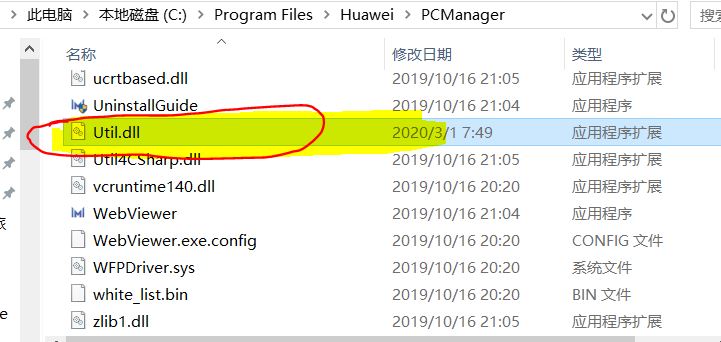 此电脑 > 本地磁盘 (C:) > Program Files > Huawei > PCManager
搜索
名称 修改日期 类型
ucrtbased.dll 2019/10/16 21:05 应用程序扩展
UninstallGuide 2019/10/16 21:04 应用程序
Util.dll 2020/3/1 7:49 应用程序扩展
Util4CSharp.dll 2019/10/16 21:05 应用程序扩展
vcruntime140.dll 2019/10/16 20:20 应用程序扩展
WebViewer 2019/10/16 21:04 应用程序
WebViewer.exe.config 2019/10/16 20:20 CONFIG 文件
WFPDriver.sys 2019/10/16 20:20 系统文件
white_list.bin 2019/10/16 20:20 BIN 文件
zlib1.dll 2019/10/16 21:05 应用程序扩展